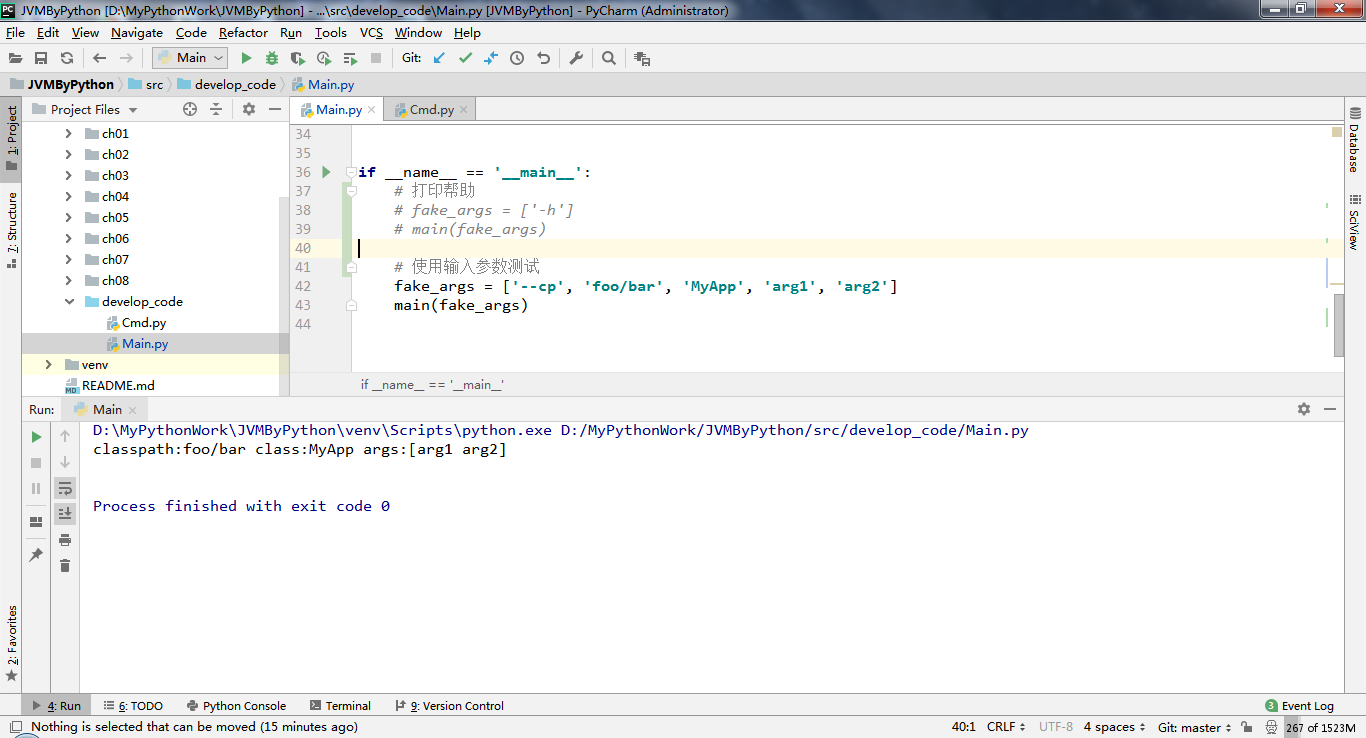 JVMByPython [D:\MyPythonWork\JVMByPython] - ...\src\develop_code\Main.py [JVMByPython] - PyCharm (Administrator)
File Edit View Navigate Code Refactor Run Tools VCS Window Help
Main Git:
JVMByPython src develop_code Main.py
1: Project
7: Structure
2: Favorites
Project Files
ch01
ch02
ch03
ch04
ch05
ch06
ch07
ch08
develop_code
Cmd.py
Main.py
venv
README.md
Main.py Cmd.py
34
35
36 if __name__ == '__main__':
37 # 打印帮助
38 # fake_args = ['-h']
39 # main(fake_args)
40
41 # 使用输入参数测试
42 fake_args = ['--cp', 'foo/bar', 'MyApp', 'arg1', 'arg2']
43 main(fake_args)
44
if __name__ == '__main__'
Database
SciView
Run: Main
D:\MyPythonWork\JVMByPython\venv\Scripts\python.exe D:/MyPythonWork/JVMByPython/src/develop_code/Main.py
classpath:foo/bar class:MyApp args:[arg1 arg2]
Process finished with exit code 0
4: Run 6: TODO Python Console Terminal 9: Version Control 3 Event Log
Nothing is selected that can be moved (15 minutes ago) 40:1 CRLF UTF-8 4 spaces Git: master 267 of 1523M